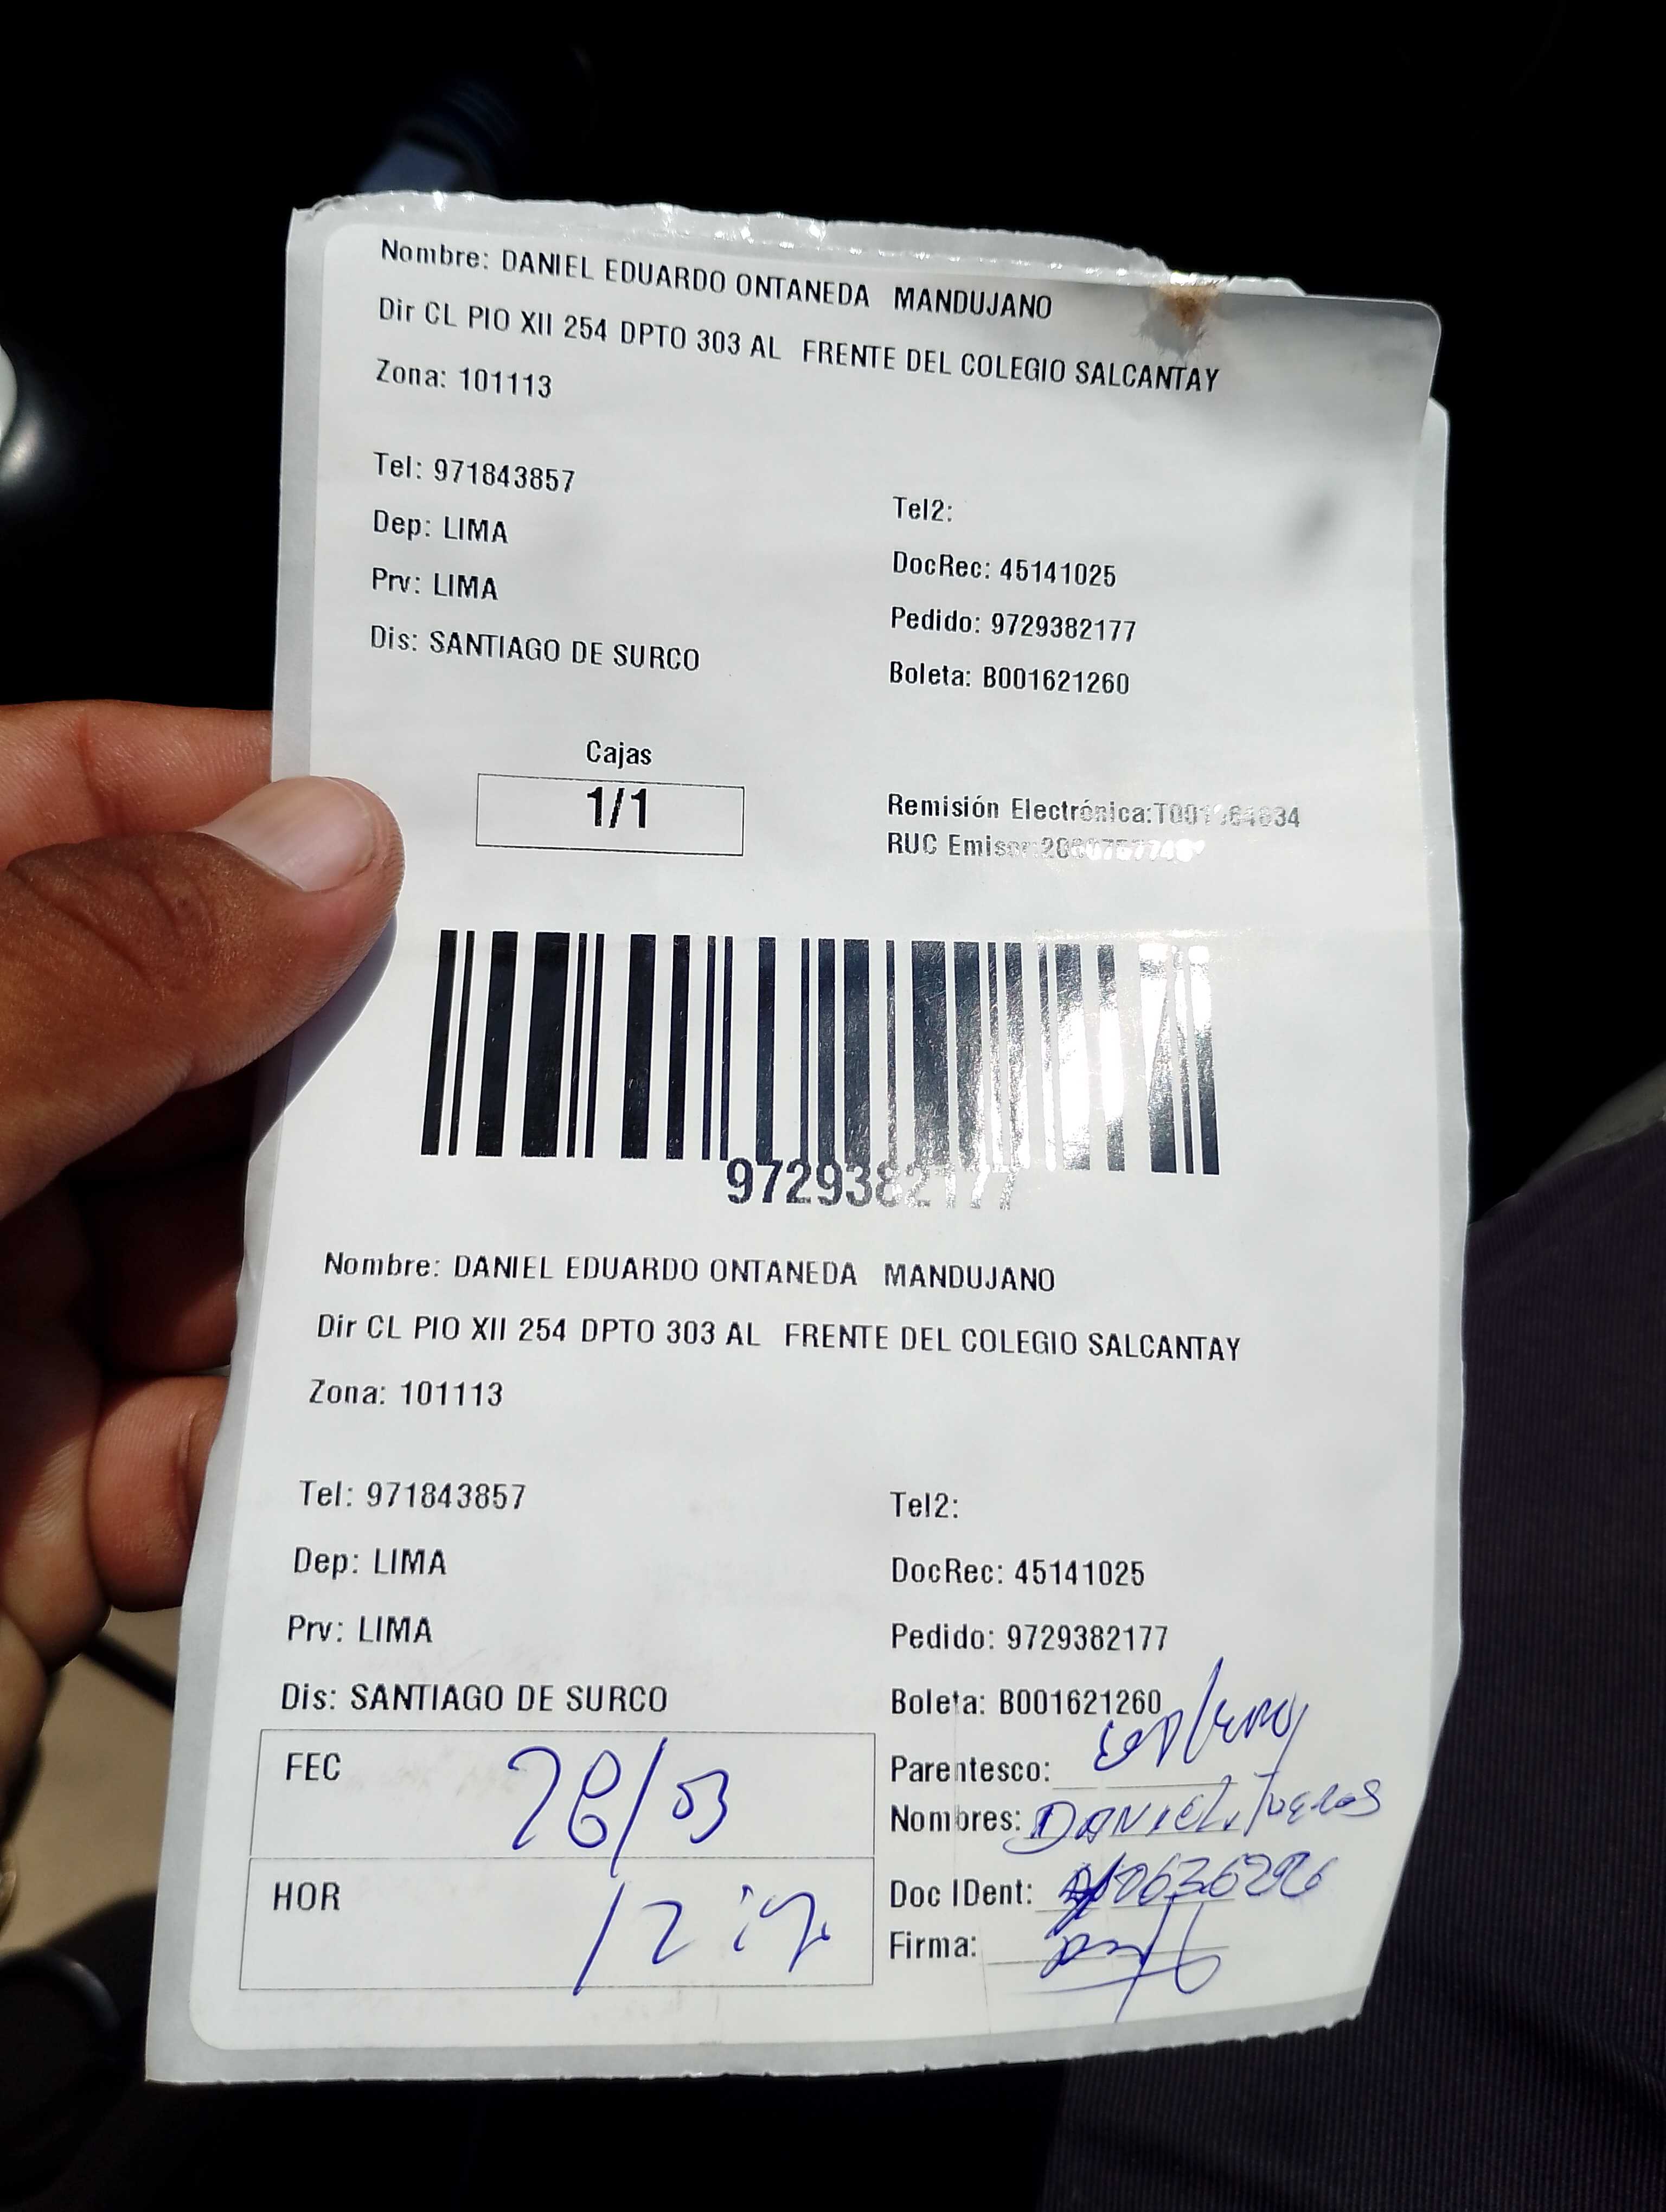 Nombre: DANIEL EDUARDO ONTANEDA MANDUJANO
Dir CL PIO XII 254 DPTO 303 AL FRENTE DEL COLEGIO SALCANTAY
Zona: 101113
Tel: 971843857
Tel2:
Dep: LIMA
DocRec: 45141025
Prv: LIMA
Pedido: 9729382177
Dis: SANTIAGO DE SURCO
Boleta: B001621260
Cajas
1/1
Remisión Electrónica:
RUC Emisor:
9729382177
Nombre: DANIEL EDUARDO ONTANEDA MANDUJANO
Dir CL PIO XII 254 DPTO 303 AL FRENTE DEL COLEGIO SALCANTAY
Zona: 101113
Tel: 971843857
Tel2:
Dep: LIMA
DocRec: 45141025
Prv: LIMA
Pedido: 9729382177
Dis: SANTIAGO DE SURCO
Boleta: B001621260
FEC 28/03
Parentesco:
Nombres: DANIEL
HOR
Doc IDent:
Firma: